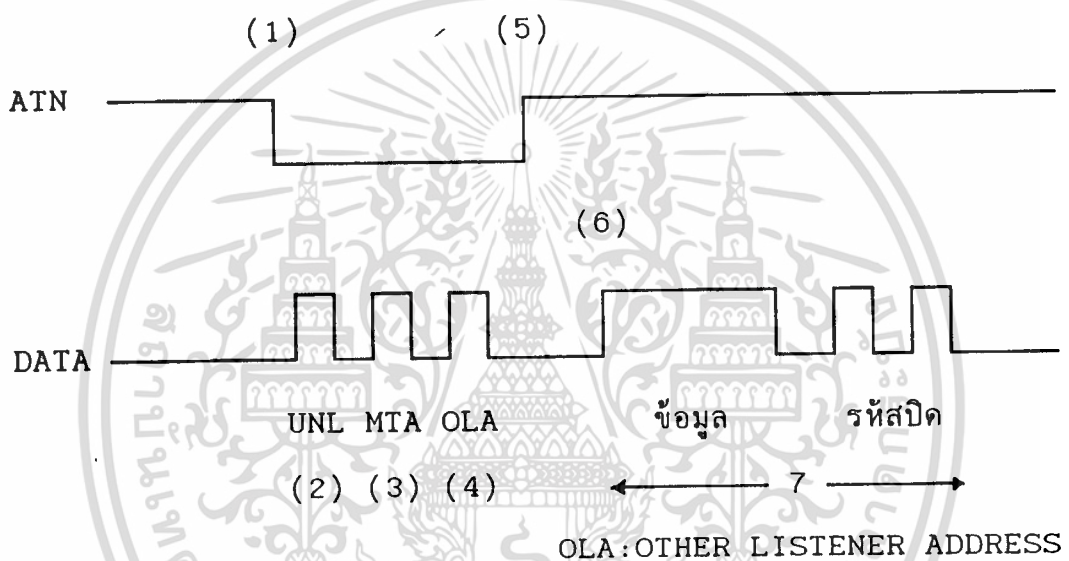 (1) (5)
ATN
(6)
DATA
UNL MTA OLA ข้อมูล รหัสปิด
(2) (3) (4) 7
OLA:OTHER LISTENER ADDRESS